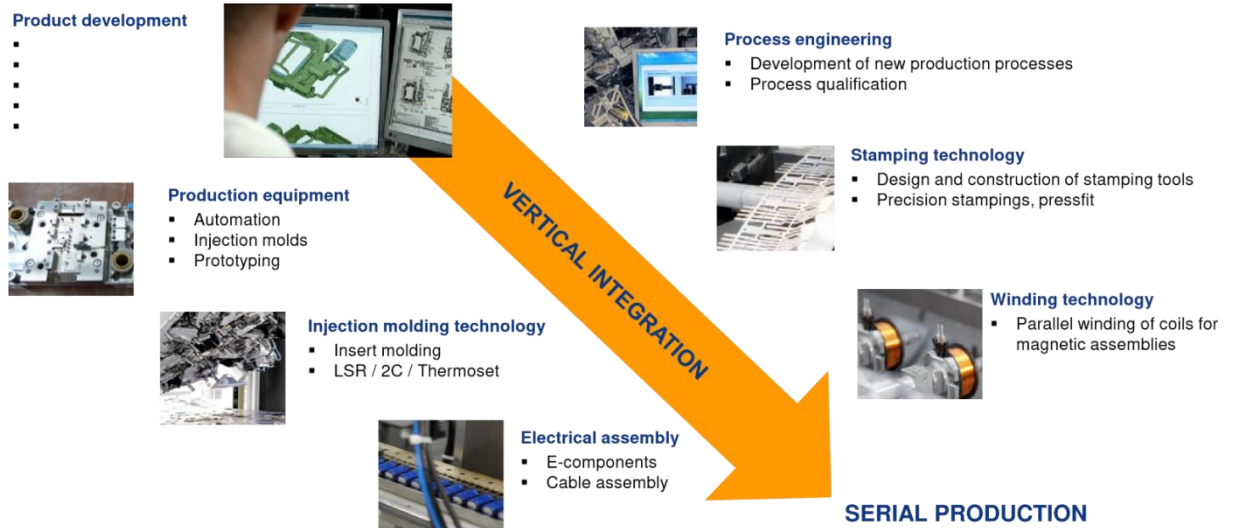 Product development
▪
▪
▪
▪
▪
Process engineering
▪ Development of new production processes
▪ Process qualification
Stamping technology
▪ Design and construction of stamping tools
▪ Precision stampings, pressfit
Production equipment
▪ Automation
▪ Injection molds
▪ Prototyping
VERTICAL INTEGRATION
Winding technology
▪ Parallel winding of coils for
magnetic assemblies
Injection molding technology
▪ Insert molding
▪ LSR / 2C / Thermoset
Electrical assembly
▪ E-components
▪ Cable assembly
SERIAL PRODUCTION